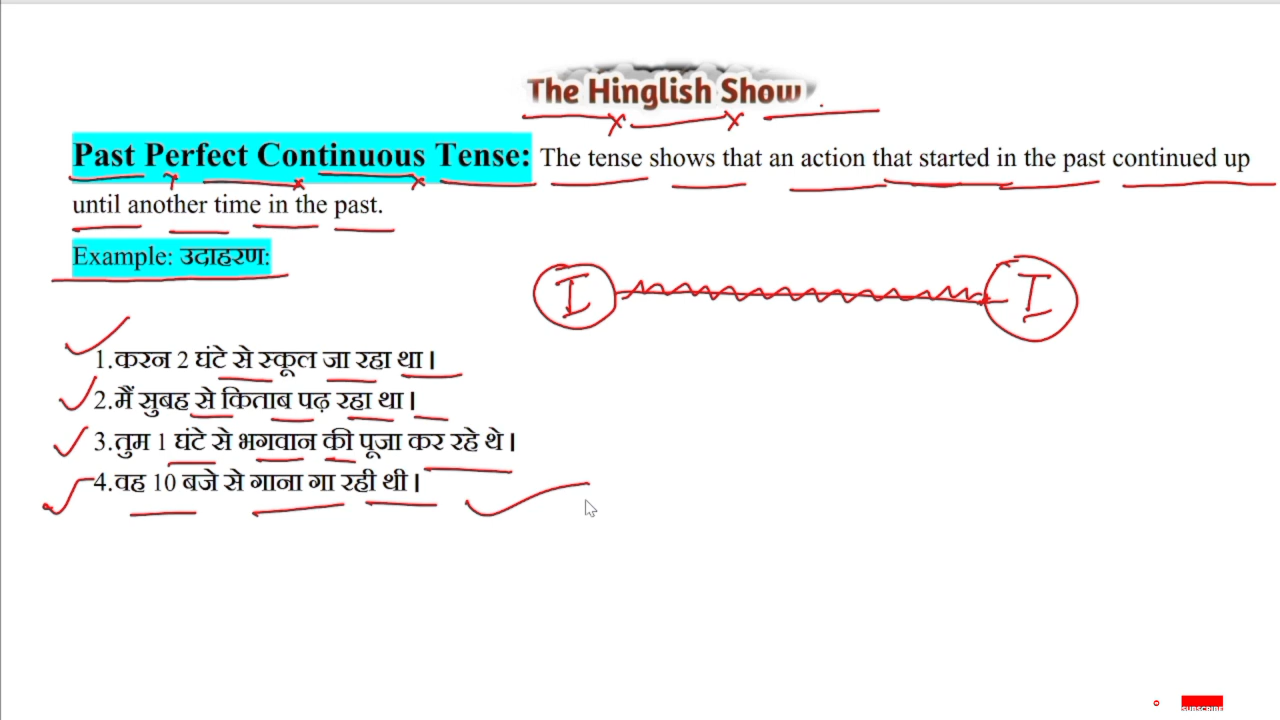 The Hinglish Show
Past Perfect Continuous Tense: The tense shows that an action that started in the past continued up
until another time in the past.
Example: उदाहरण:
I I
1.करन 2 घंटे से स्कूल जा रहा था।
2.मैं सुबह से किताब पढ़ रहा था।
3.तुम 1 घंटे से भगवान की पूजा कर रहे थे।
4.वह 10 बजे से गाना गा रही थी।
SUBSCRIBE